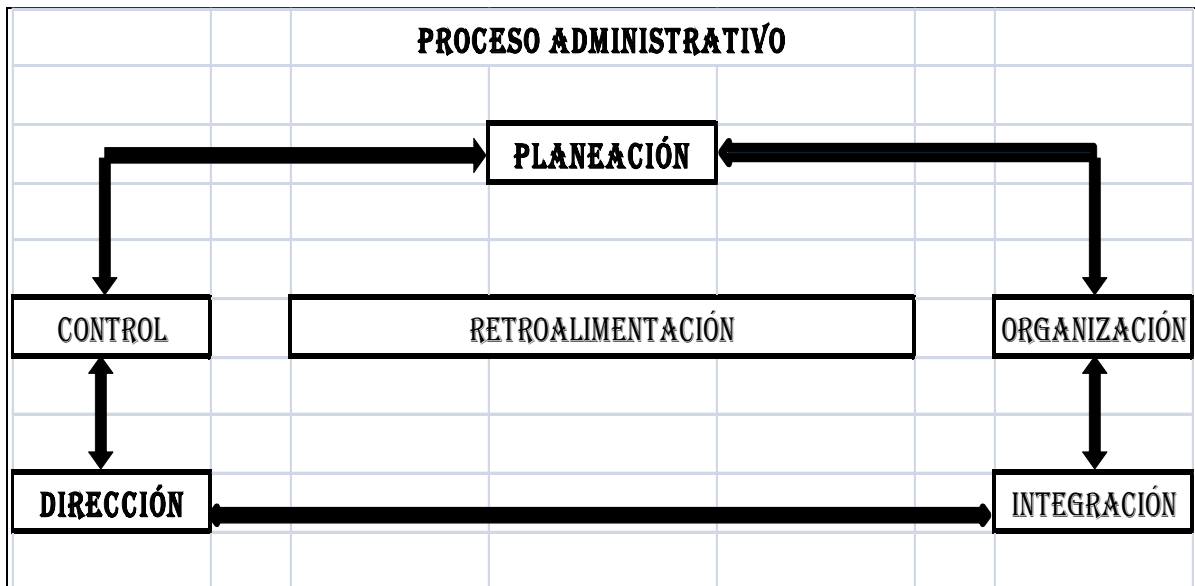 PROCESO ADMINISTRATIVO
PLANEACIÓN
CONTROL
RETROALIMENTACIÓN
ORGANIZACIÓN
DIRECCIÓN
INTEGRACIÓN